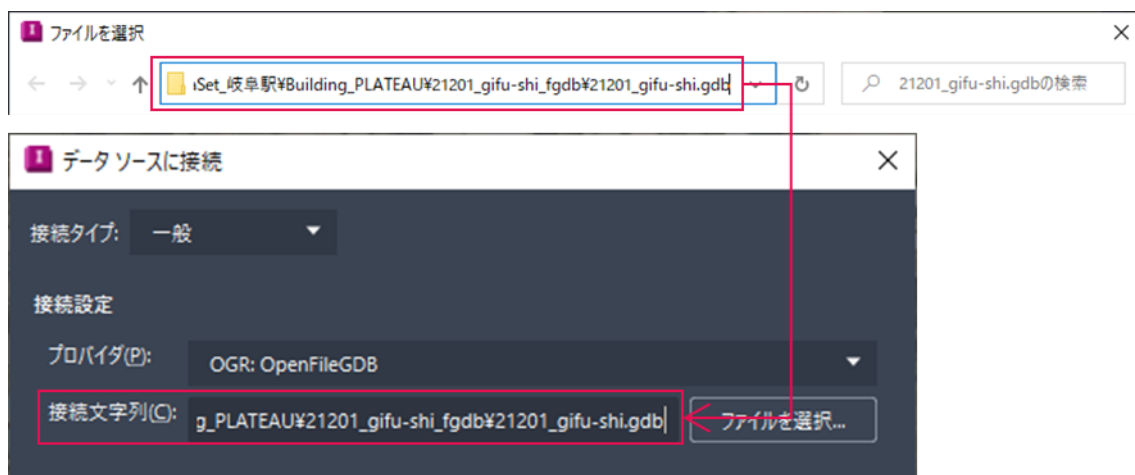 ファイルを選択
ıSet_岐阜駅¥Building_PLATEAU¥21201_gifu-shi_fgdb¥21201_gifu-shi.gdb
21201_gifu-shi.gdbの検索
データ ソースに接続
接続タイプ: 一般
接続設定
プロバイダ(P): OGR: OpenFileGDB
接続文字列(C): g_PLATEAU¥21201_gifu-shi_fgdb¥21201_gifu-shi.gdb ファイルを選択...